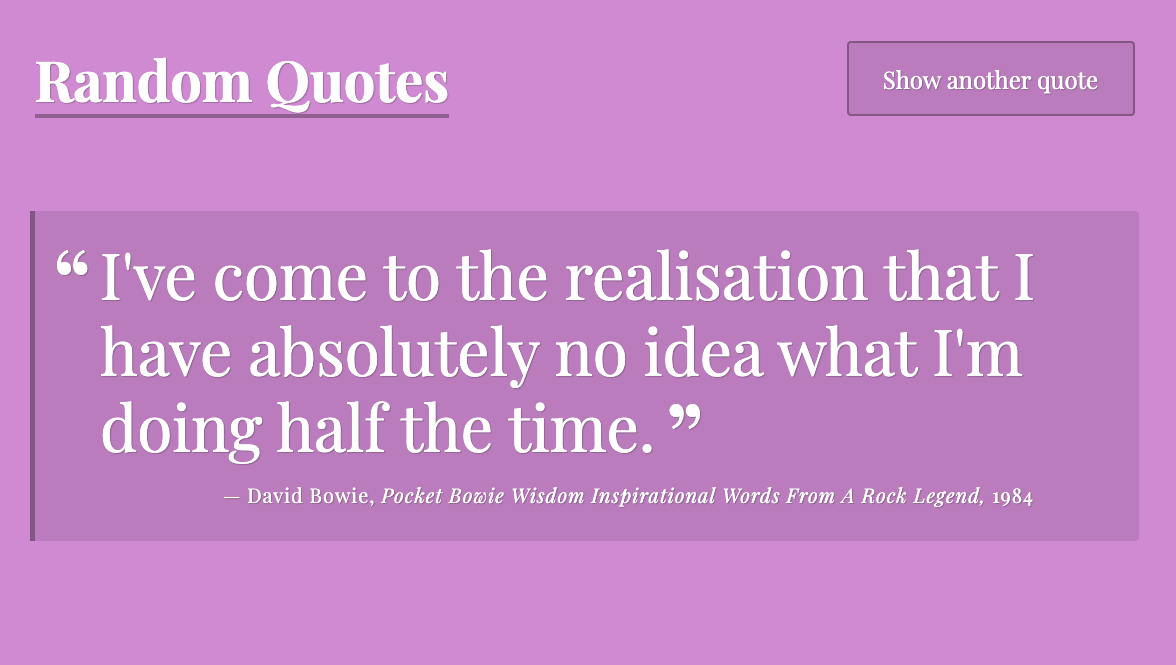 Random Quotes
Show another quote
“ I've come to the realisation that I
have absolutely no idea what I'm
doing half the time. ”
— David Bowie, Pocket Bowie Wisdom Inspirational Words From A Rock Legend, 1984